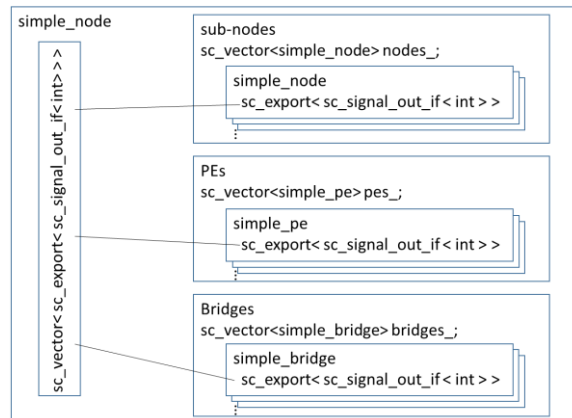 simple_node
sc_vector< sc_export< sc_signal_out_if< int> > >
sub-nodes
sc_vector<simple_node> nodes_;
simple_node
sc_export< sc_signal_out_if < int > >
PEs
sc_vector<simple_pe> pes_;
simple_pe
sc_export< sc_signal_out_if < int > >
Bridges
sc_vector<simple_bridge> bridges_;
simple_bridge
sc_export< sc_signal_out_if < int > >